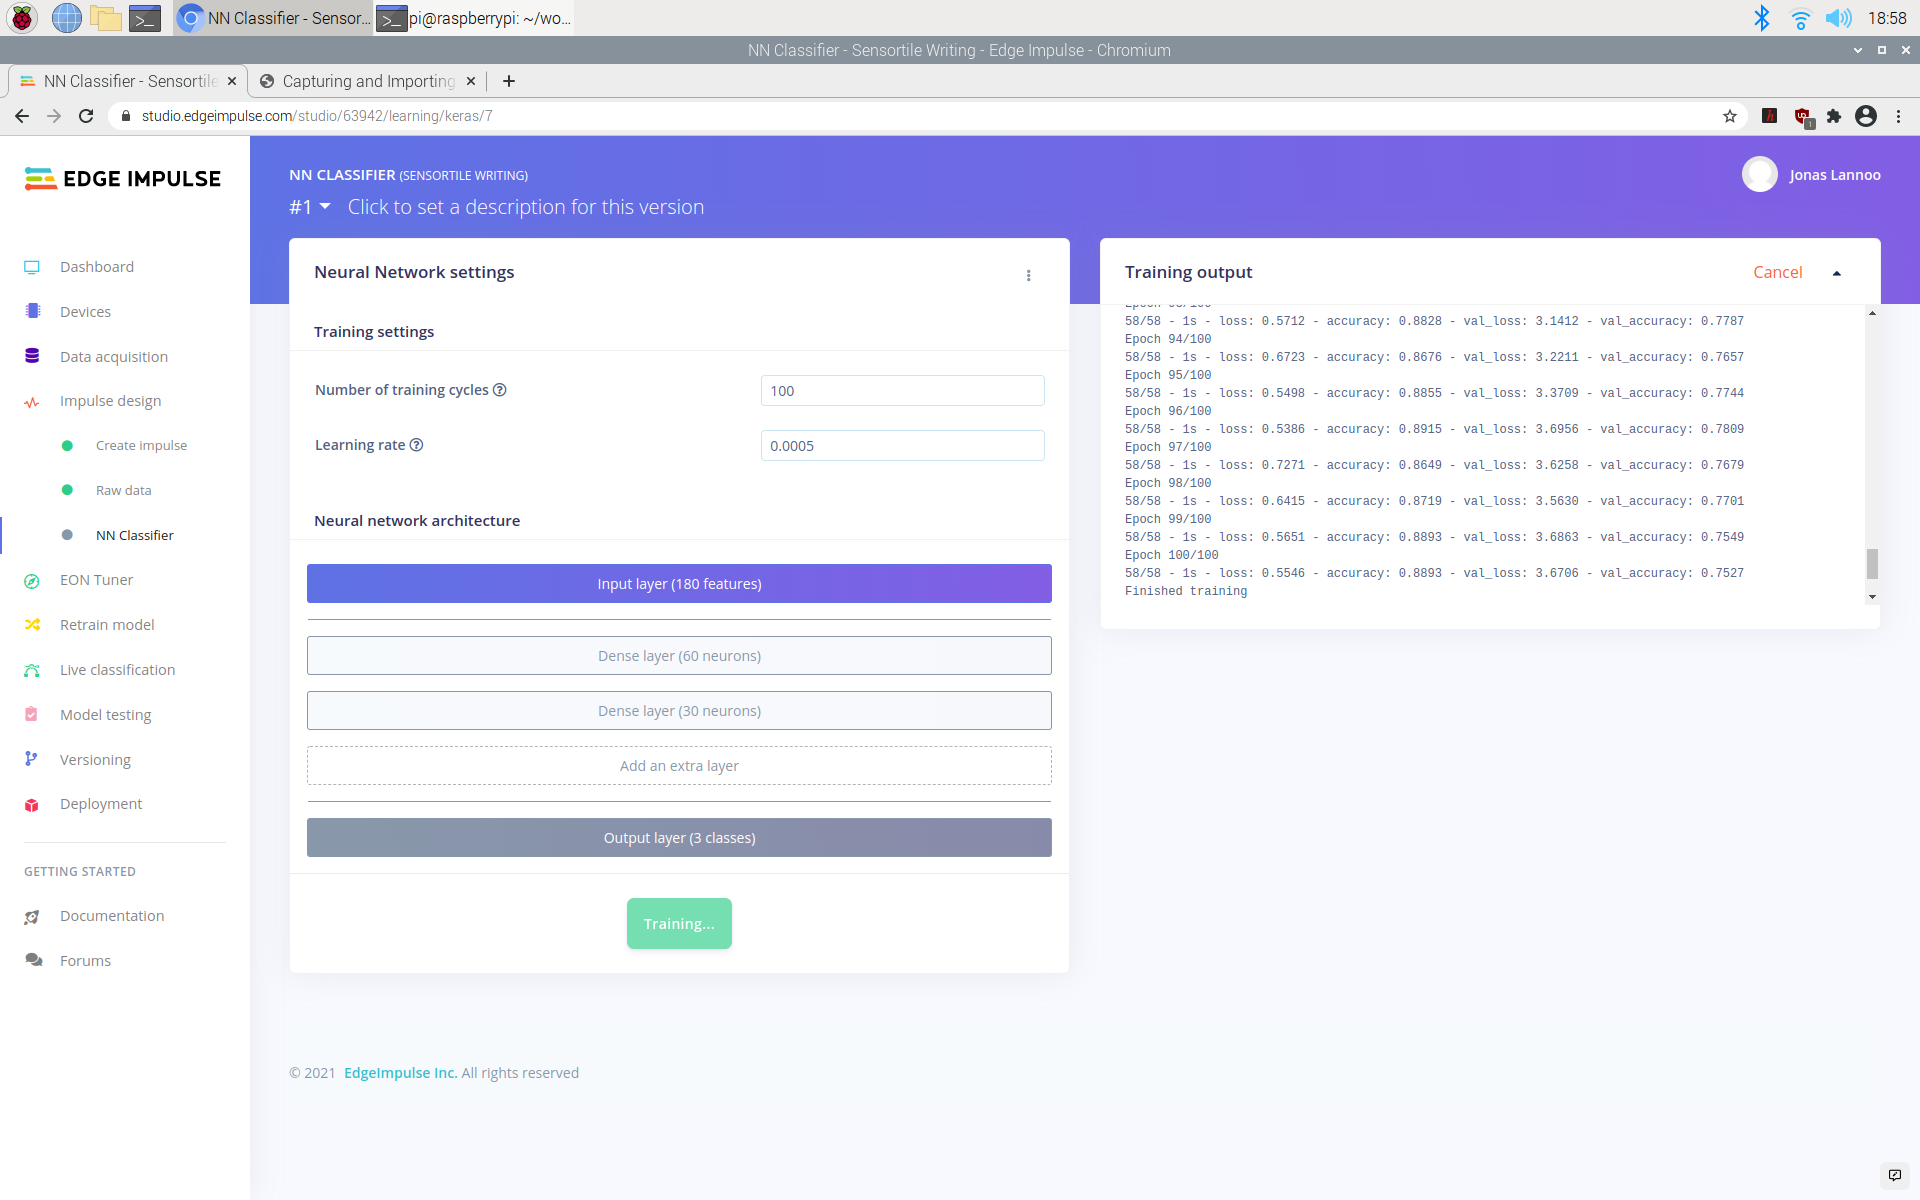 NN Classifier - Sensor...
pi@raspberrypi: ~/wo...
18:58
NN Classifier - Sensortile Writing - Edge Impulse - Chromium
NN Classifier - Sensortile
Capturing and Importing
studio.edgeimpulse.com/studio/63942/learning/keras/7
1
EDGE IMPULSE
NN CLASSIFIER (SENSORTILE WRITING)
Jonas Lannoo
#1 Click to set a description for this version
Dashboard
Devices
Data acquisition
Impulse design
Create impulse
Raw data
NN Classifier
EON Tuner
Retrain model
Live classification
Model testing
Versioning
Deployment
GETTING STARTED
Documentation
Forums
Neural Network settings
Training settings
Number of training cycles
100
Learning rate
0.0005
Neural network architecture
Input layer (180 features)
Dense layer (60 neurons)
Dense layer (30 neurons)
Add an extra layer
Output layer (3 classes)
Training...
Training output
Cancel
58/58 - 1s - loss: 0.5712 - accuracy: 0.8828 - val_loss: 3.1412 - val_accuracy: 0.7787
Epoch 94/100
58/58 - 1s - loss: 0.6723 - accuracy: 0.8676 - val_loss: 3.2211 - val_accuracy: 0.7657
Epoch 95/100
58/58 - 1s - loss: 0.5498 - accuracy: 0.8855 - val_loss: 3.3709 - val_accuracy: 0.7744
Epoch 96/100
58/58 - 1s - loss: 0.5386 - accuracy: 0.8915 - val_loss: 3.6956 - val_accuracy: 0.7809
Epoch 97/100
58/58 - 1s - loss: 0.7271 - accuracy: 0.8649 - val_loss: 3.6258 - val_accuracy: 0.7679
Epoch 98/100
58/58 - 1s - loss: 0.6415 - accuracy: 0.8719 - val_loss: 3.5630 - val_accuracy: 0.7701
Epoch 99/100
58/58 - 1s - loss: 0.5651 - accuracy: 0.8893 - val_loss: 3.6863 - val_accuracy: 0.7549
Epoch 100/100
58/58 - 1s - loss: 0.5546 - accuracy: 0.8893 - val_loss: 3.6706 - val_accuracy: 0.7527
Finished training
© 2021 EdgeImpulse Inc. All rights reserved